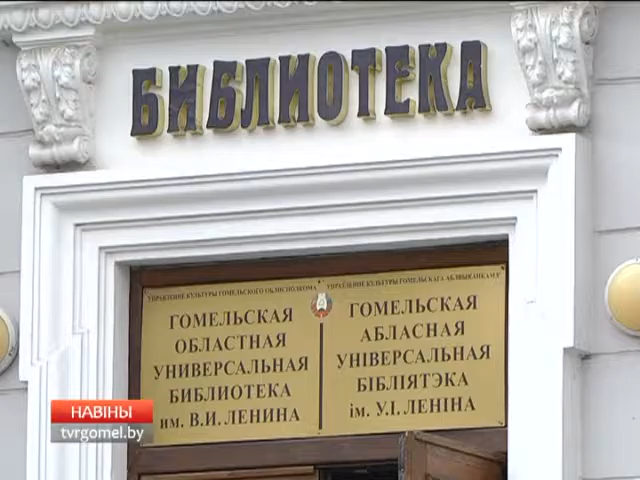 БИБЛИОТЕКА
УПРАВЛЕНИЕ КУЛЬТУРЫ ГОМЕЛЬСКОГО ОБЛИСПОЛКОМА
ГОМЕЛЬСКАЯ
ОБЛАСТНАЯ
УНИВЕРСАЛЬНАЯ
БИБЛИОТЕКА
им. В.И. ЛЕНИНА
УПРАЎЛЕННЕ КУЛЬТУРЫ ГОМЕЛЬСКАГА АБЛВЫКАНКАМА
ГОМЕЛЬСКАЯ
АБЛАСНАЯ
УНІВЕРСАЛЬНАЯ
БІБЛІЯТЭКА
ім. У.І. ЛЕНІНА
НАВІНЫ
tvrgomel.by